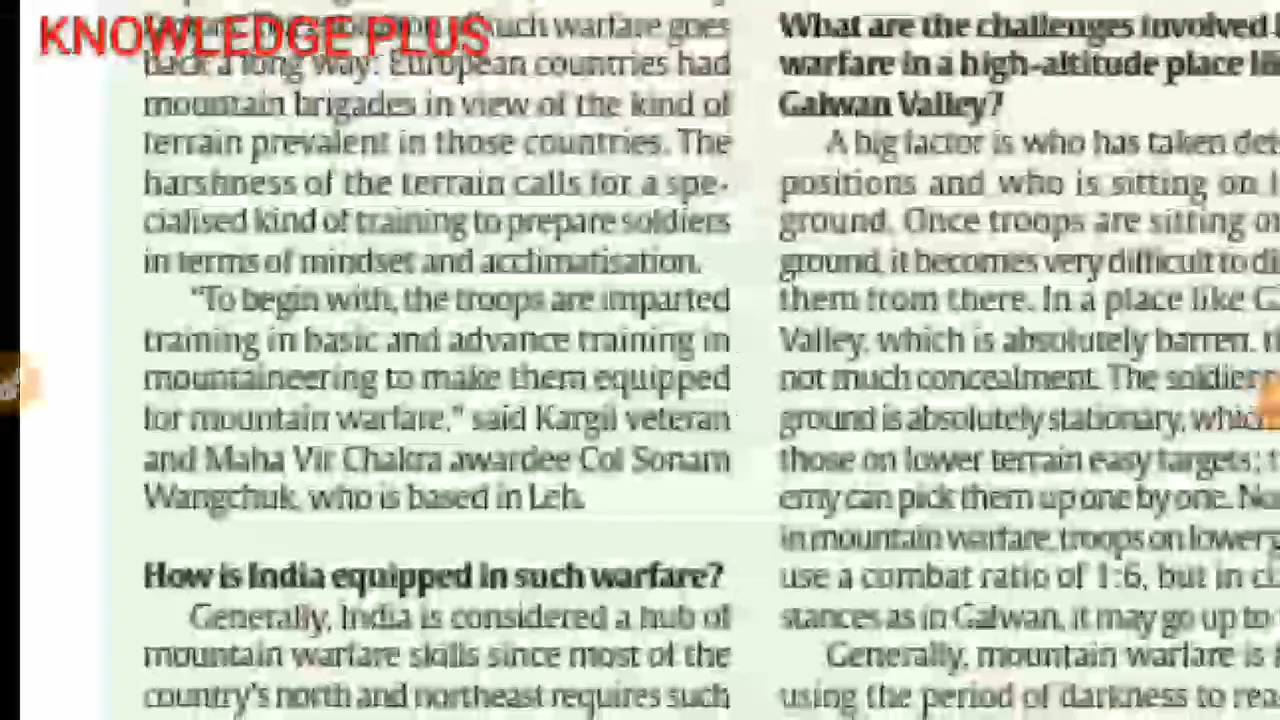 KNOWLEDGE PLUS
such warfare goes
back a long way. European countries had
mountain brigades in view of the kind of
terrain prevalent in those countries. The
harshness of the terrain calls for a spe-
cialised kind of training to prepare soldiers
in terms of mindset and acclimatisation.
"To begin with, the troops are imparted
training in basic and advance training in
mountaineering to make them equipped
for mountain warfare," said Kargil veteran
and Maha Vir Chakra awardee Col Sonam
Wangchuk, who is based in Leh.
How is India equipped in such warfare?
Generally, India is considered a hub of
mountain warfare skills since most of the
country's north and northeast requires such
What are the challenges involved
warfare in a high-altitude place
Galwan Valley?
A big factor is who has taken
positions and who is sitting on
ground. Once troops are sitting
ground, it becomes very difficult to
them from there. In a place like
Valley, which is absolutely barren,
not much concealment. The
ground is absolutely stationary,
those on lower terrain easy targets;
emy can pick them up one by one.
in mountain warfare, troops on
use a combat ratio of 1:6, but in
stances as in Galwan, it may go up to
Generally, mountain warfare is
using the period of darkness to